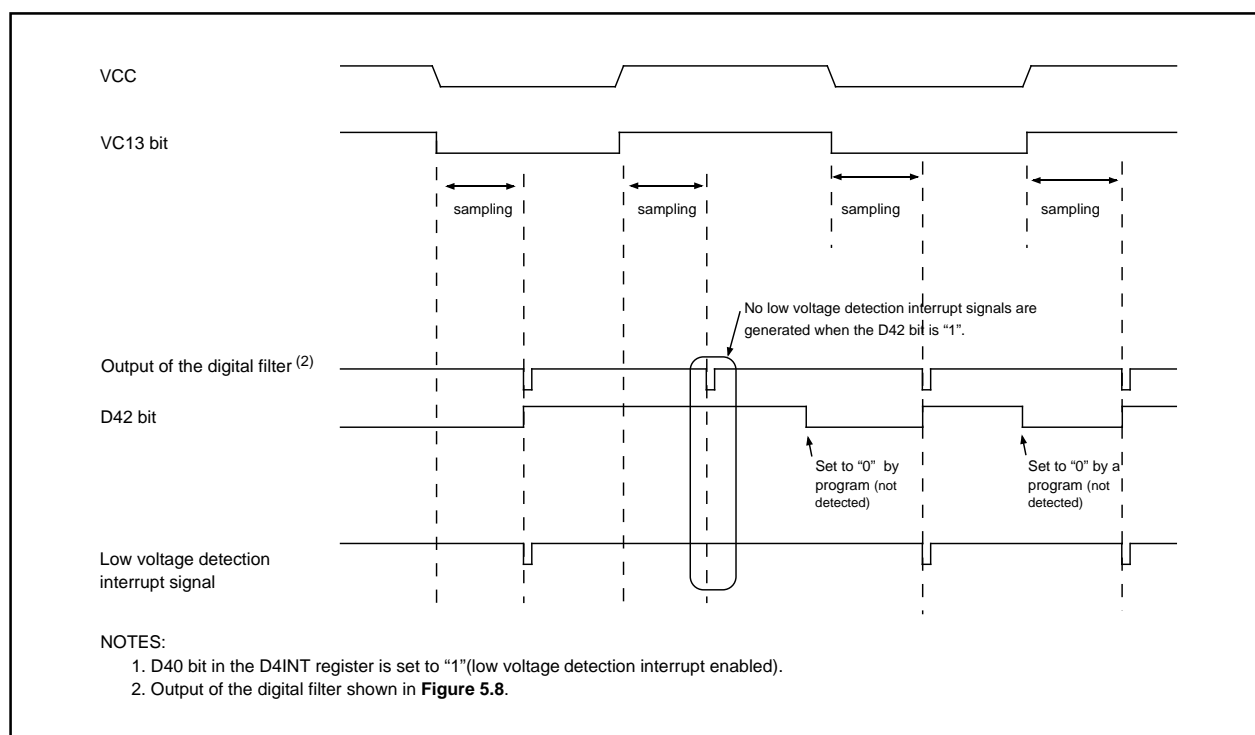 VCC
VC13 bit
sampling
sampling
sampling
sampling
No low voltage detection interrupt signals are
generated when the D42 bit is “1”.
Output of the digital filter (2)
D42 bit
Set to “0”  by
program (not
detected)
Set to “0” by a
program (not
detected)
Low voltage detection
interrupt signal
NOTES:
1. D40 bit in the D4INT register is set to “1”(low voltage detection interrupt enabled).
2. Output of the digital filter shown in Figure 5.8.